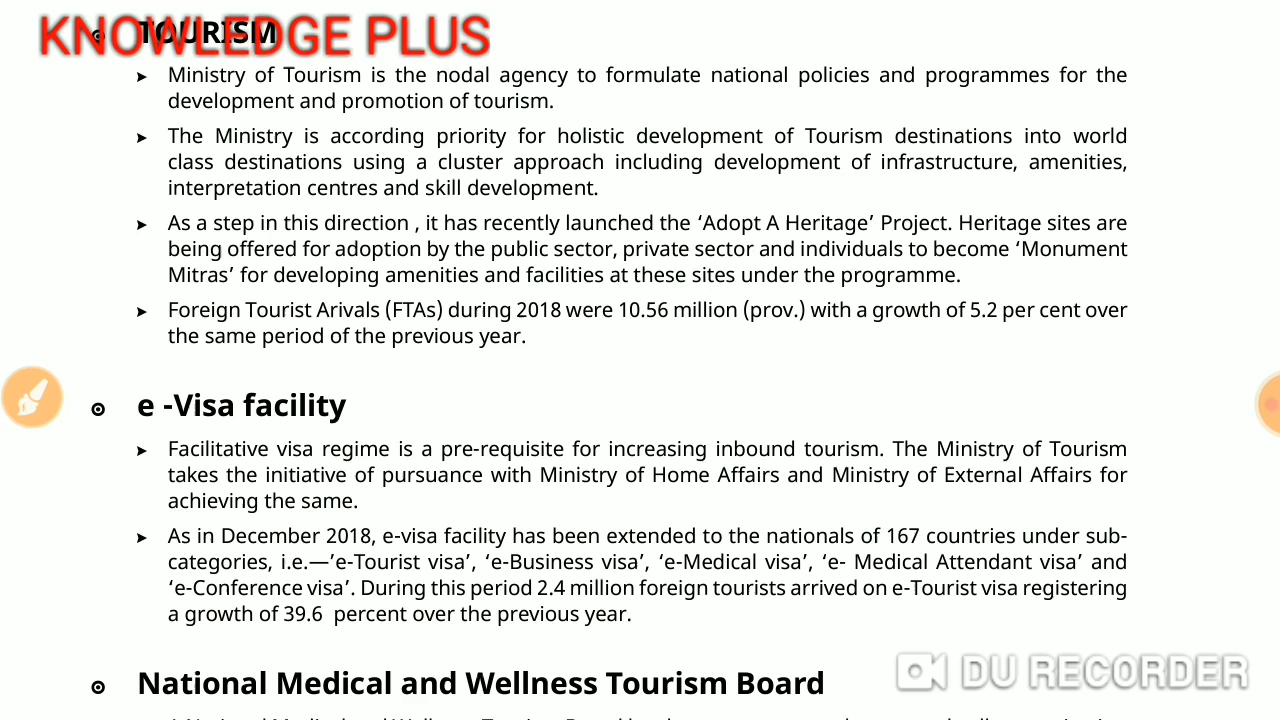 KNOWLEDGE PLUS
TOURISM
➤ Ministry of Tourism is the nodal agency to formulate national policies and programmes for the
development and promotion of tourism.
➤ The Ministry is according priority for holistic development of Tourism destinations into world
class destinations using a cluster approach including development of infrastructure, amenities,
interpretation centres and skill development.
➤ As a step in this direction , it has recently launched the ‘Adopt A Heritage’ Project. Heritage sites are
being offered for adoption by the public sector, private sector and individuals to become ‘Monument
Mitras’ for developing amenities and facilities at these sites under the programme.
➤ Foreign Tourist Arivals (FTAs) during 2018 were 10.56 million (prov.) with a growth of 5.2 per cent over
the same period of the previous year.
e -Visa facility
➤ Facilitative visa regime is a pre-requisite for increasing inbound tourism. The Ministry of Tourism
takes the initiative of pursuance with Ministry of Home Affairs and Ministry of External Affairs for
achieving the same.
➤ As in December 2018, e-visa facility has been extended to the nationals of 167 countries under sub-
categories, i.e.—’e-Tourist visa’, ‘e-Business visa’, ‘e-Medical visa’, ‘e- Medical Attendant visa’ and
‘e-Conference visa’. During this period 2.4 million foreign tourists arrived on e-Tourist visa registering
a growth of 39.6 percent over the previous year.
National Medical and Wellness Tourism Board
DU RECORDER